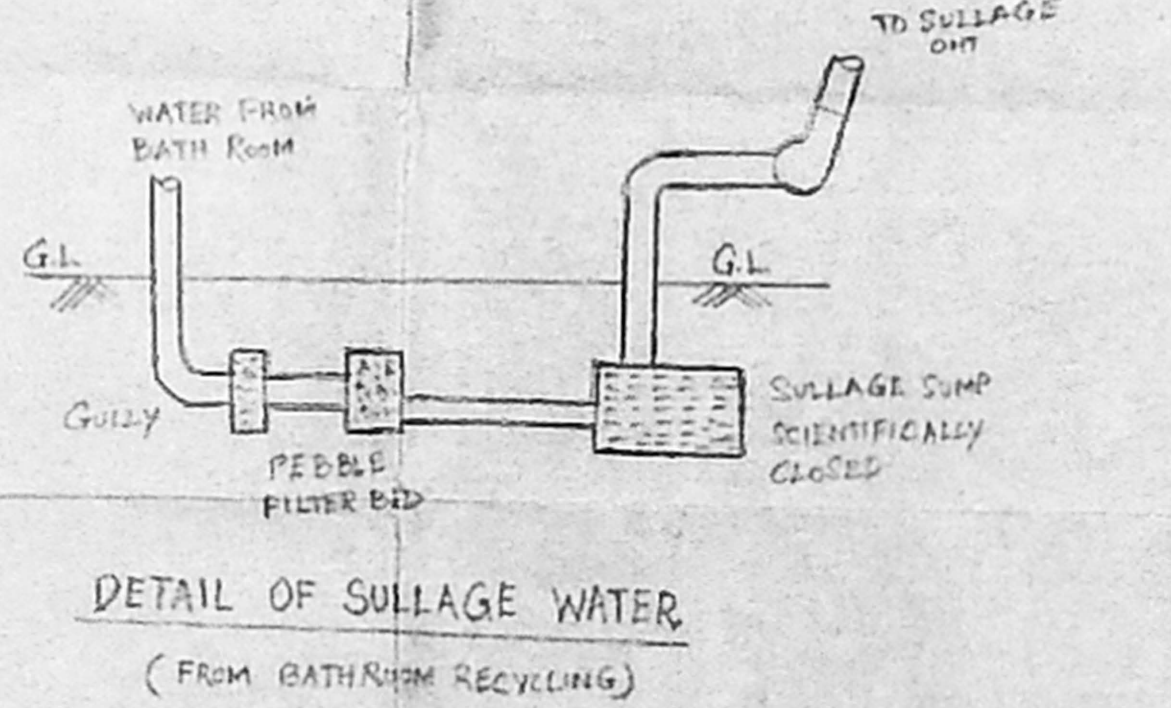 TO SULLAGE
OHT
WATER FROM
BATH ROOM
G.L
G.L
GULLY
PEBBLE
FILTER BED
SULLAGE SUMP
SCIENTIFICALLY
CLOSED
DETAIL OF SULLAGE WATER
(FROM BATHROOM RECYCLING)